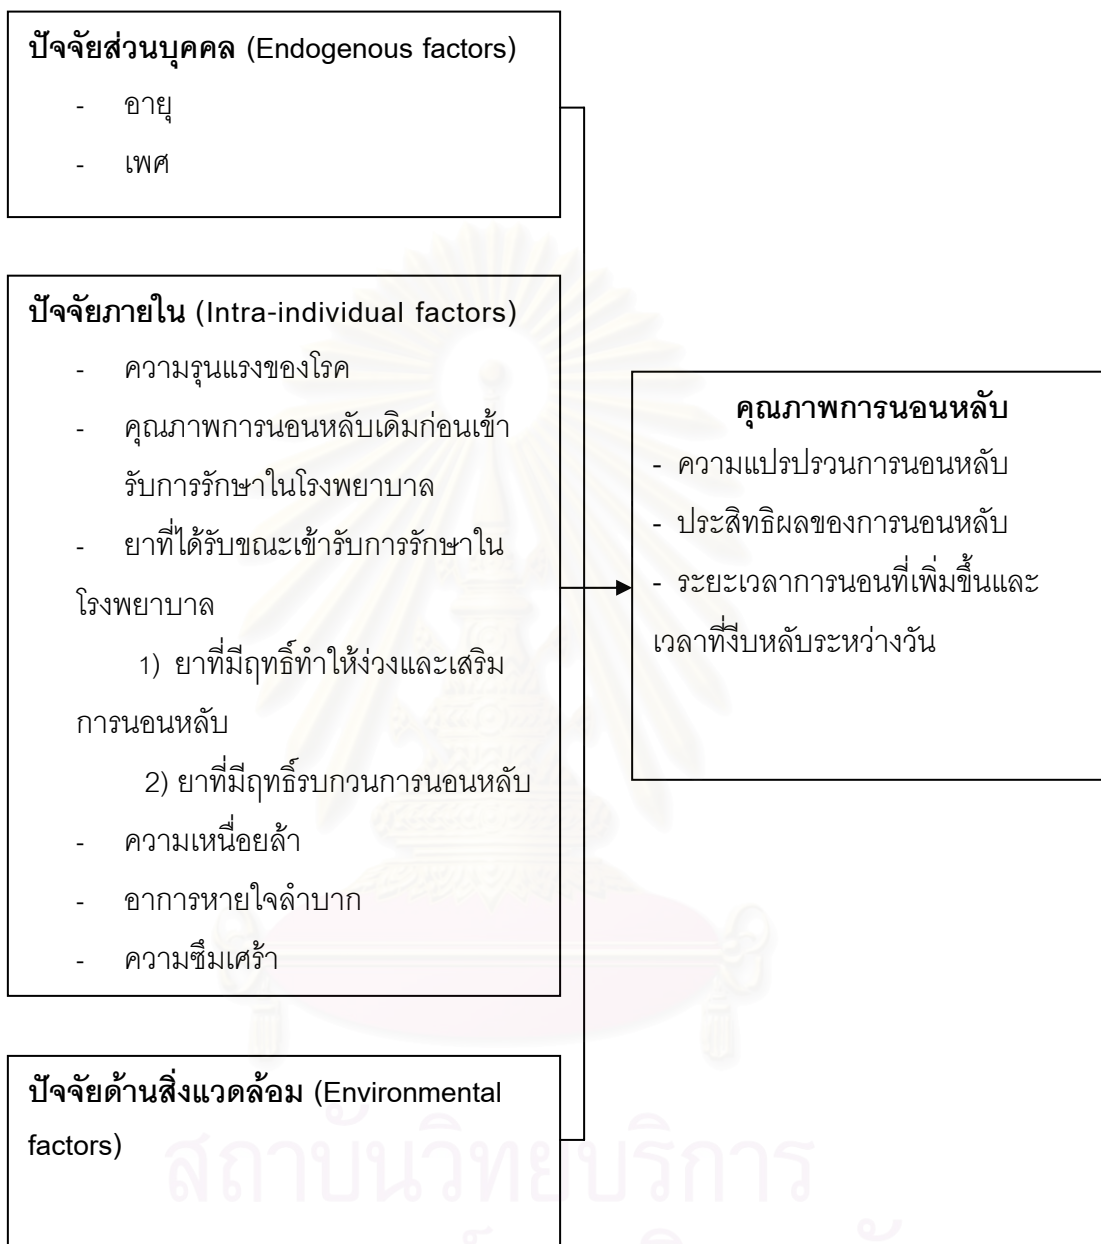 ปัจจัยส่วนบุคคล (Endogenous factors)
- อายุ
- เพศ
ปัจจัยภายใน (Intra-individual factors)
- ความรุนแรงของโรค
- คุณภาพการนอนหลับเดิมก่อนเข้า
รับการรักษาในโรงพยาบาล
- ยาที่ได้รับขณะเข้ารับการรักษาใน
โรงพยาบาล
1) ยาที่มีฤทธิ์ทำให้ง่วงและเสริม
การนอนหลับ
2) ยาที่มีฤทธิ์รบกวนการนอนหลับ
- ความเหนื่อยล้า
- อาการหายใจลำบาก
- ความซึมเศร้า
คุณภาพการนอนหลับ
- ความแปรปรวนการนอนหลับ
- ประสิทธิผลของการนอนหลับ
- ระยะเวลาการนอนที่เพิ่มขึ้นและ
เวลาที่งีบหลับระหว่างวัน
ปัจจัยด้านสิ่งแวดล้อม (Environmental
factors)
สถาบันวิทยบริการ